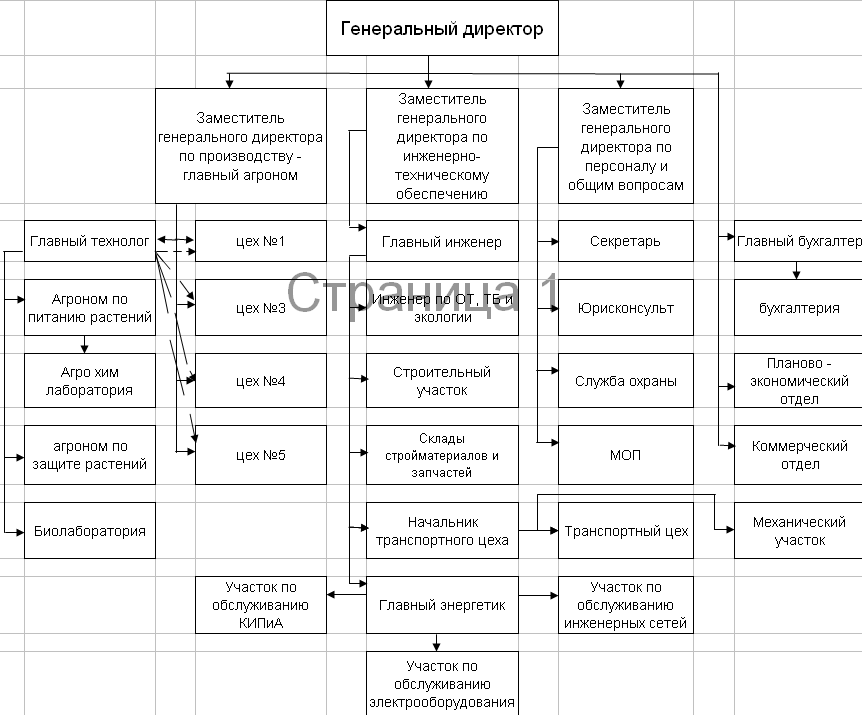 Генеральный директор
Заместитель
генерального директора
по производству -
главный агроном
Заместитель
генерального
директора по
инженерно-
техническому
обеспечению
Заместитель
генерального
директора по
персоналу и
общим вопросам
Главный технолог
цех №1
Главный инженер
Секретарь
Главный бухгалтер
Страница 1
Агроном по
питанию растений
цех №3
Инженер по ОТ, ТБ и
экологии
Юрисконсульт
бухгалтерия
Агро хим
лаборатория
цех №4
Строительный
участок
Служба охраны
Планово -
экономический
отдел
агроном по
защите растений
цех №5
Склады
стройматериалов и
запчастей
МОП
Коммерческий
отдел
Биолаборатория
Начальник
транспортного цеха
Транспортный цех
Механический
участок
Участок по
обслуживанию
КИПиА
Главный энергетик
Участок по
обслуживанию
инженерных сетей
Участок по
обслуживанию
электрооборудования